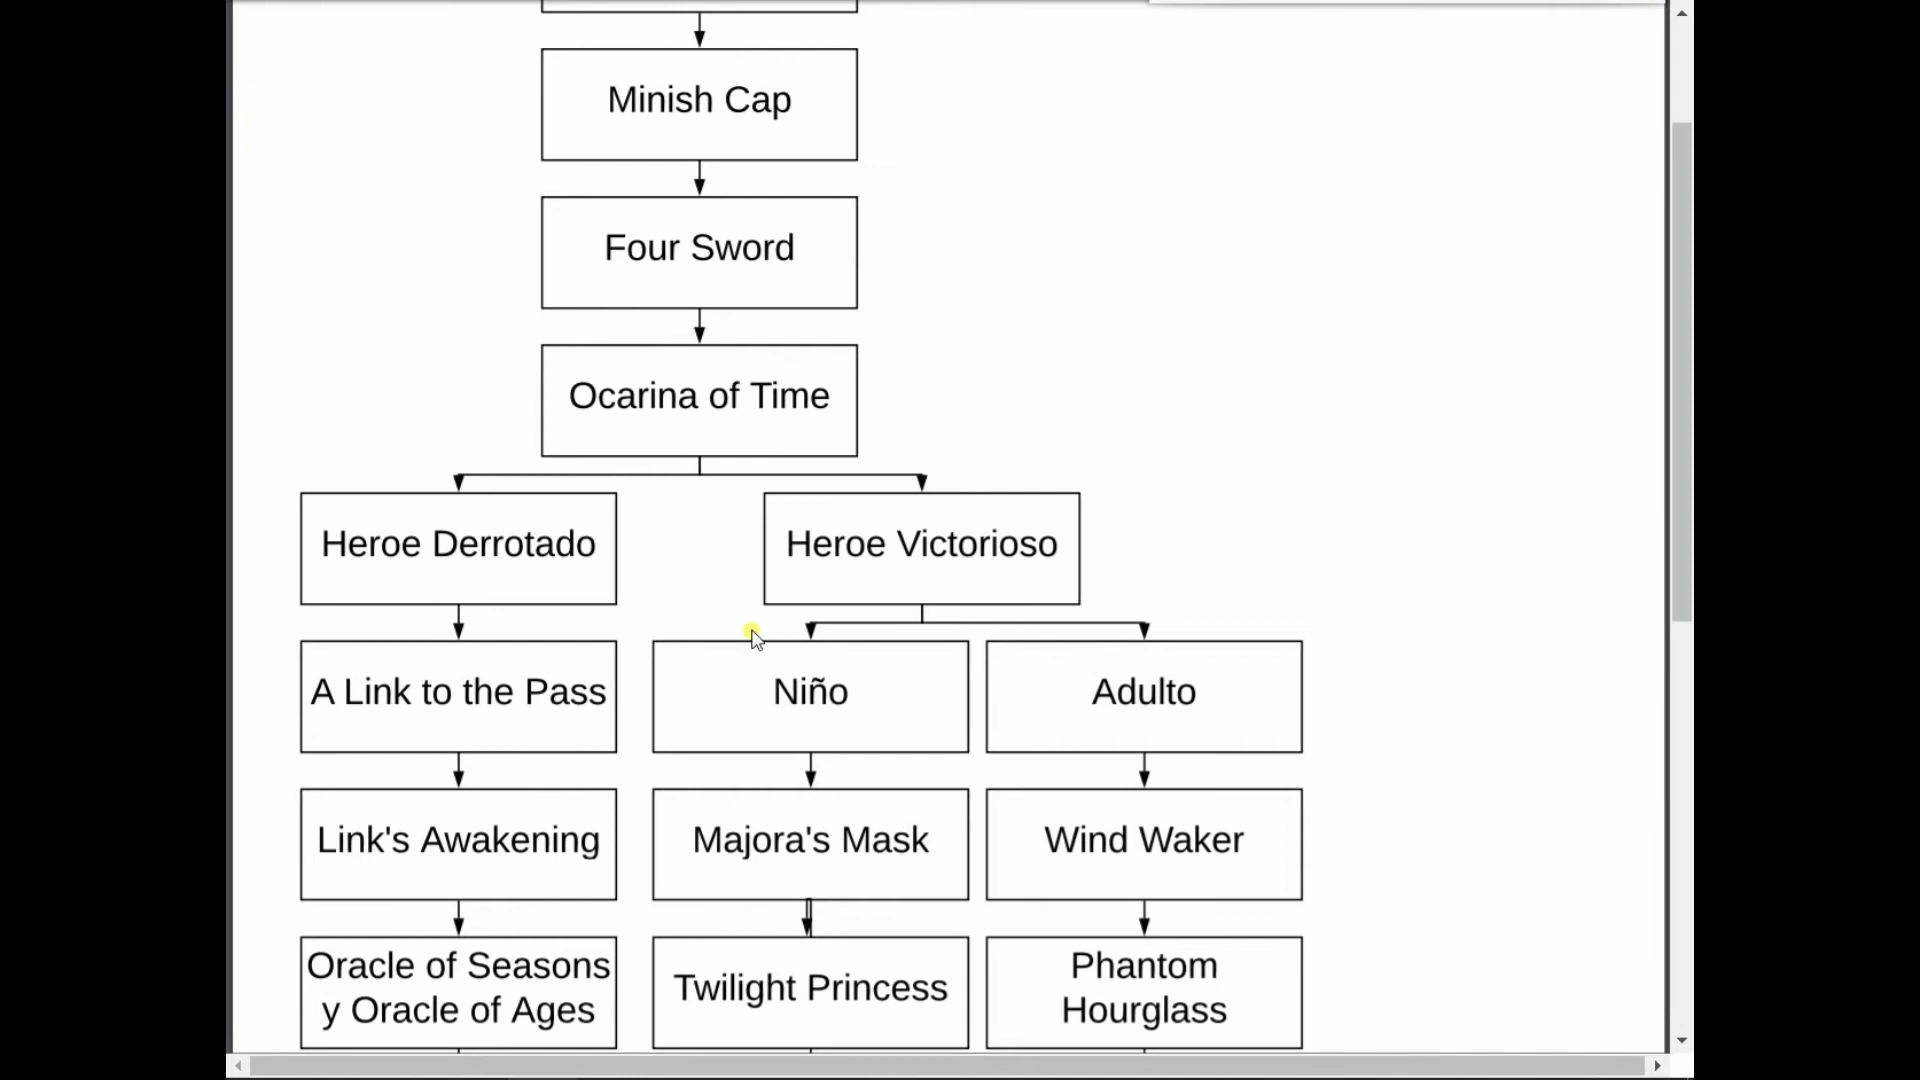 Minish Cap
Four Sword
Ocarina of Time
Heroe Derrotado
Heroe Victorioso
A Link to the Pass
Niño
Adulto
Link's Awakening
Majora's Mask
Wind Waker
Oracle of Seasons
y Oracle of Ages
Twilight Princess
Phantom
Hourglass